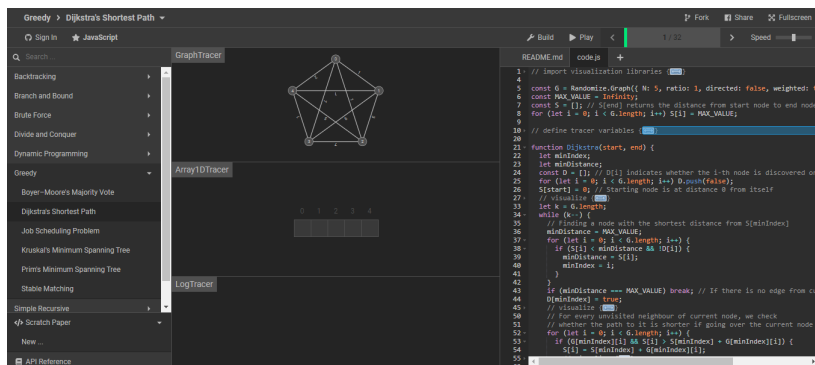 Greedy > Dijkstra's Shortest Path
Fork Share Fullscreen
Sign In JavaScript
Build Play 1 / 32 Speed
Search ...
Backtracking
Branch and Bound
Brute Force
Divide and Conquer
Dynamic Programming
Greedy
Boyer–Moore's Majority Vote
Dijkstra's Shortest Path
Job Scheduling Problem
Kruskal's Minimum Spanning Tree
Prim's Minimum Spanning Tree
Stable Matching
Simple Recursive
</> Scratch Paper
New ...
API Reference
GraphTracer
Array1DTracer
0 1 2 3 4
LogTracer
README.md code.js +
1 // import visualization libraries {
5 const G = Randomize.Graph({ N: 5, ratio: 1, directed: false, weighted:
6 const MAX_VALUE = Infinity;
7 const S = []; // S[end] returns the distance from start node to end node
8 for (let i = 0; i < G.length; i++) S[i] = MAX_VALUE;
9
10 // define tracer variables {
20
21 function Dijkstra(start, end) {
22 let minIndex;
23 let minDistance;
24 const D = []; // D[i] indicates whether the i-th node is discovered
25 for (let i = 0; i < G.length; i++) D.push(false);
26 S[start] = 0; // Starting node is at distance 0 from itself
27 // visualize {
33 let k = G.length;
34 while (k--) {
35 // Finding a node with the shortest distance from S[minIndex]
36 minDistance = MAX_VALUE;
37 for (let i = 0; i < G.length; i++) {
38 if (S[i] < minDistance && !D[i]) {
39 minDistance = S[i];
40 minIndex = i;
41 }
42 }
43 if (minDistance === MAX_VALUE) break; // If there is no edge from
44 D[minIndex] = true;
45 // visualize {
50 // For every unvisited neighbour of current node, we check
51 // whether the path to it is shorter if going over the current node
52 for (let i = 0; i < G.length; i++) {
53 if (G[minIndex][i] && S[i] > S[minIndex] + G[minIndex][i]) {
54 S[i] = S[minIndex] + G[minIndex][i];
55